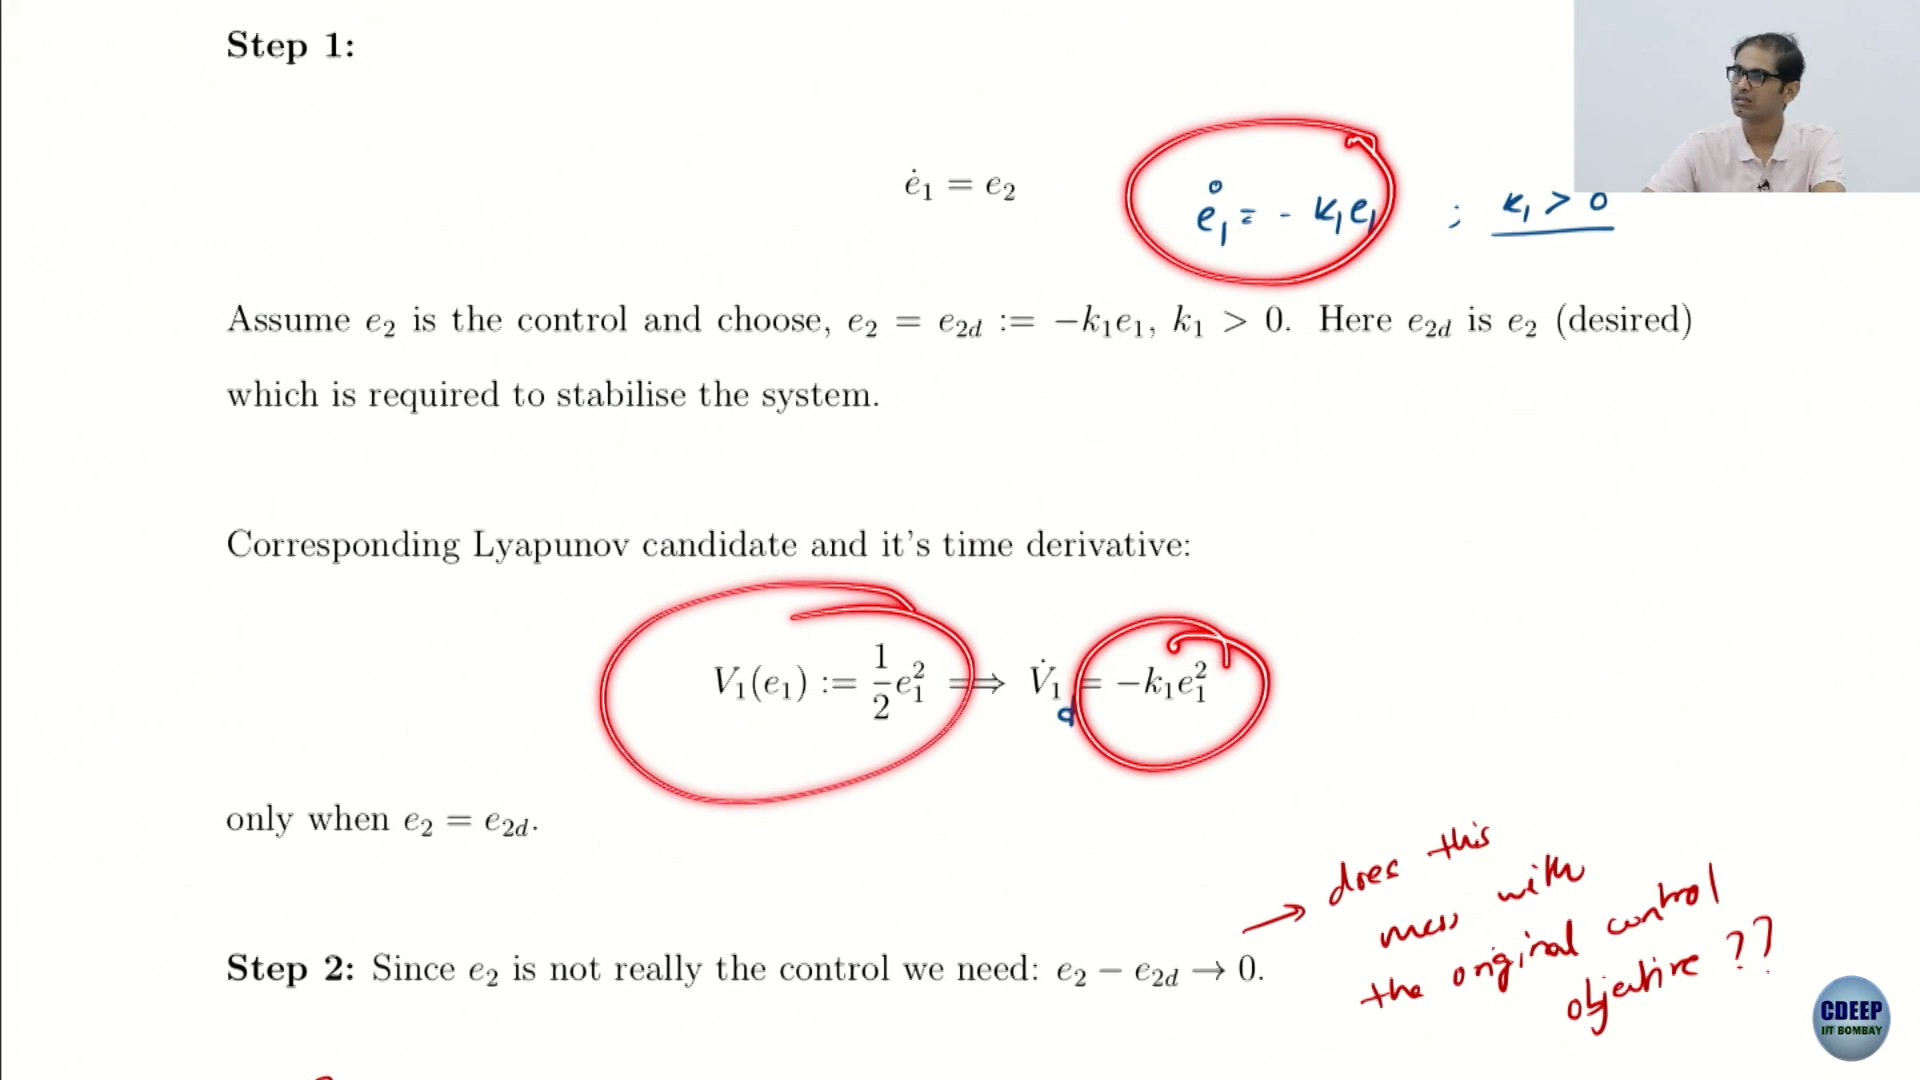 Step 1:
ė₁ = e₂
ė₁ = - k₁e₁ ; k₁ > 0
Assume e₂ is the control and choose, e₂ = e₂d := −k₁e₁, k₁ > 0. Here e₂d is e₂ (desired)
which is required to stabilise the system.
Corresponding Lyapunov candidate and it's time derivative:
V₁(e₁) := 1/2 e₁² ⟹ V̇₁d = −k₁e₁²
only when e₂ = e₂d.
→ does this
mess with
the original control
objective ??
Step 2: Since e₂ is not really the control we need: e₂ − e₂d → 0.
CDEEP
IIT BOMBAY